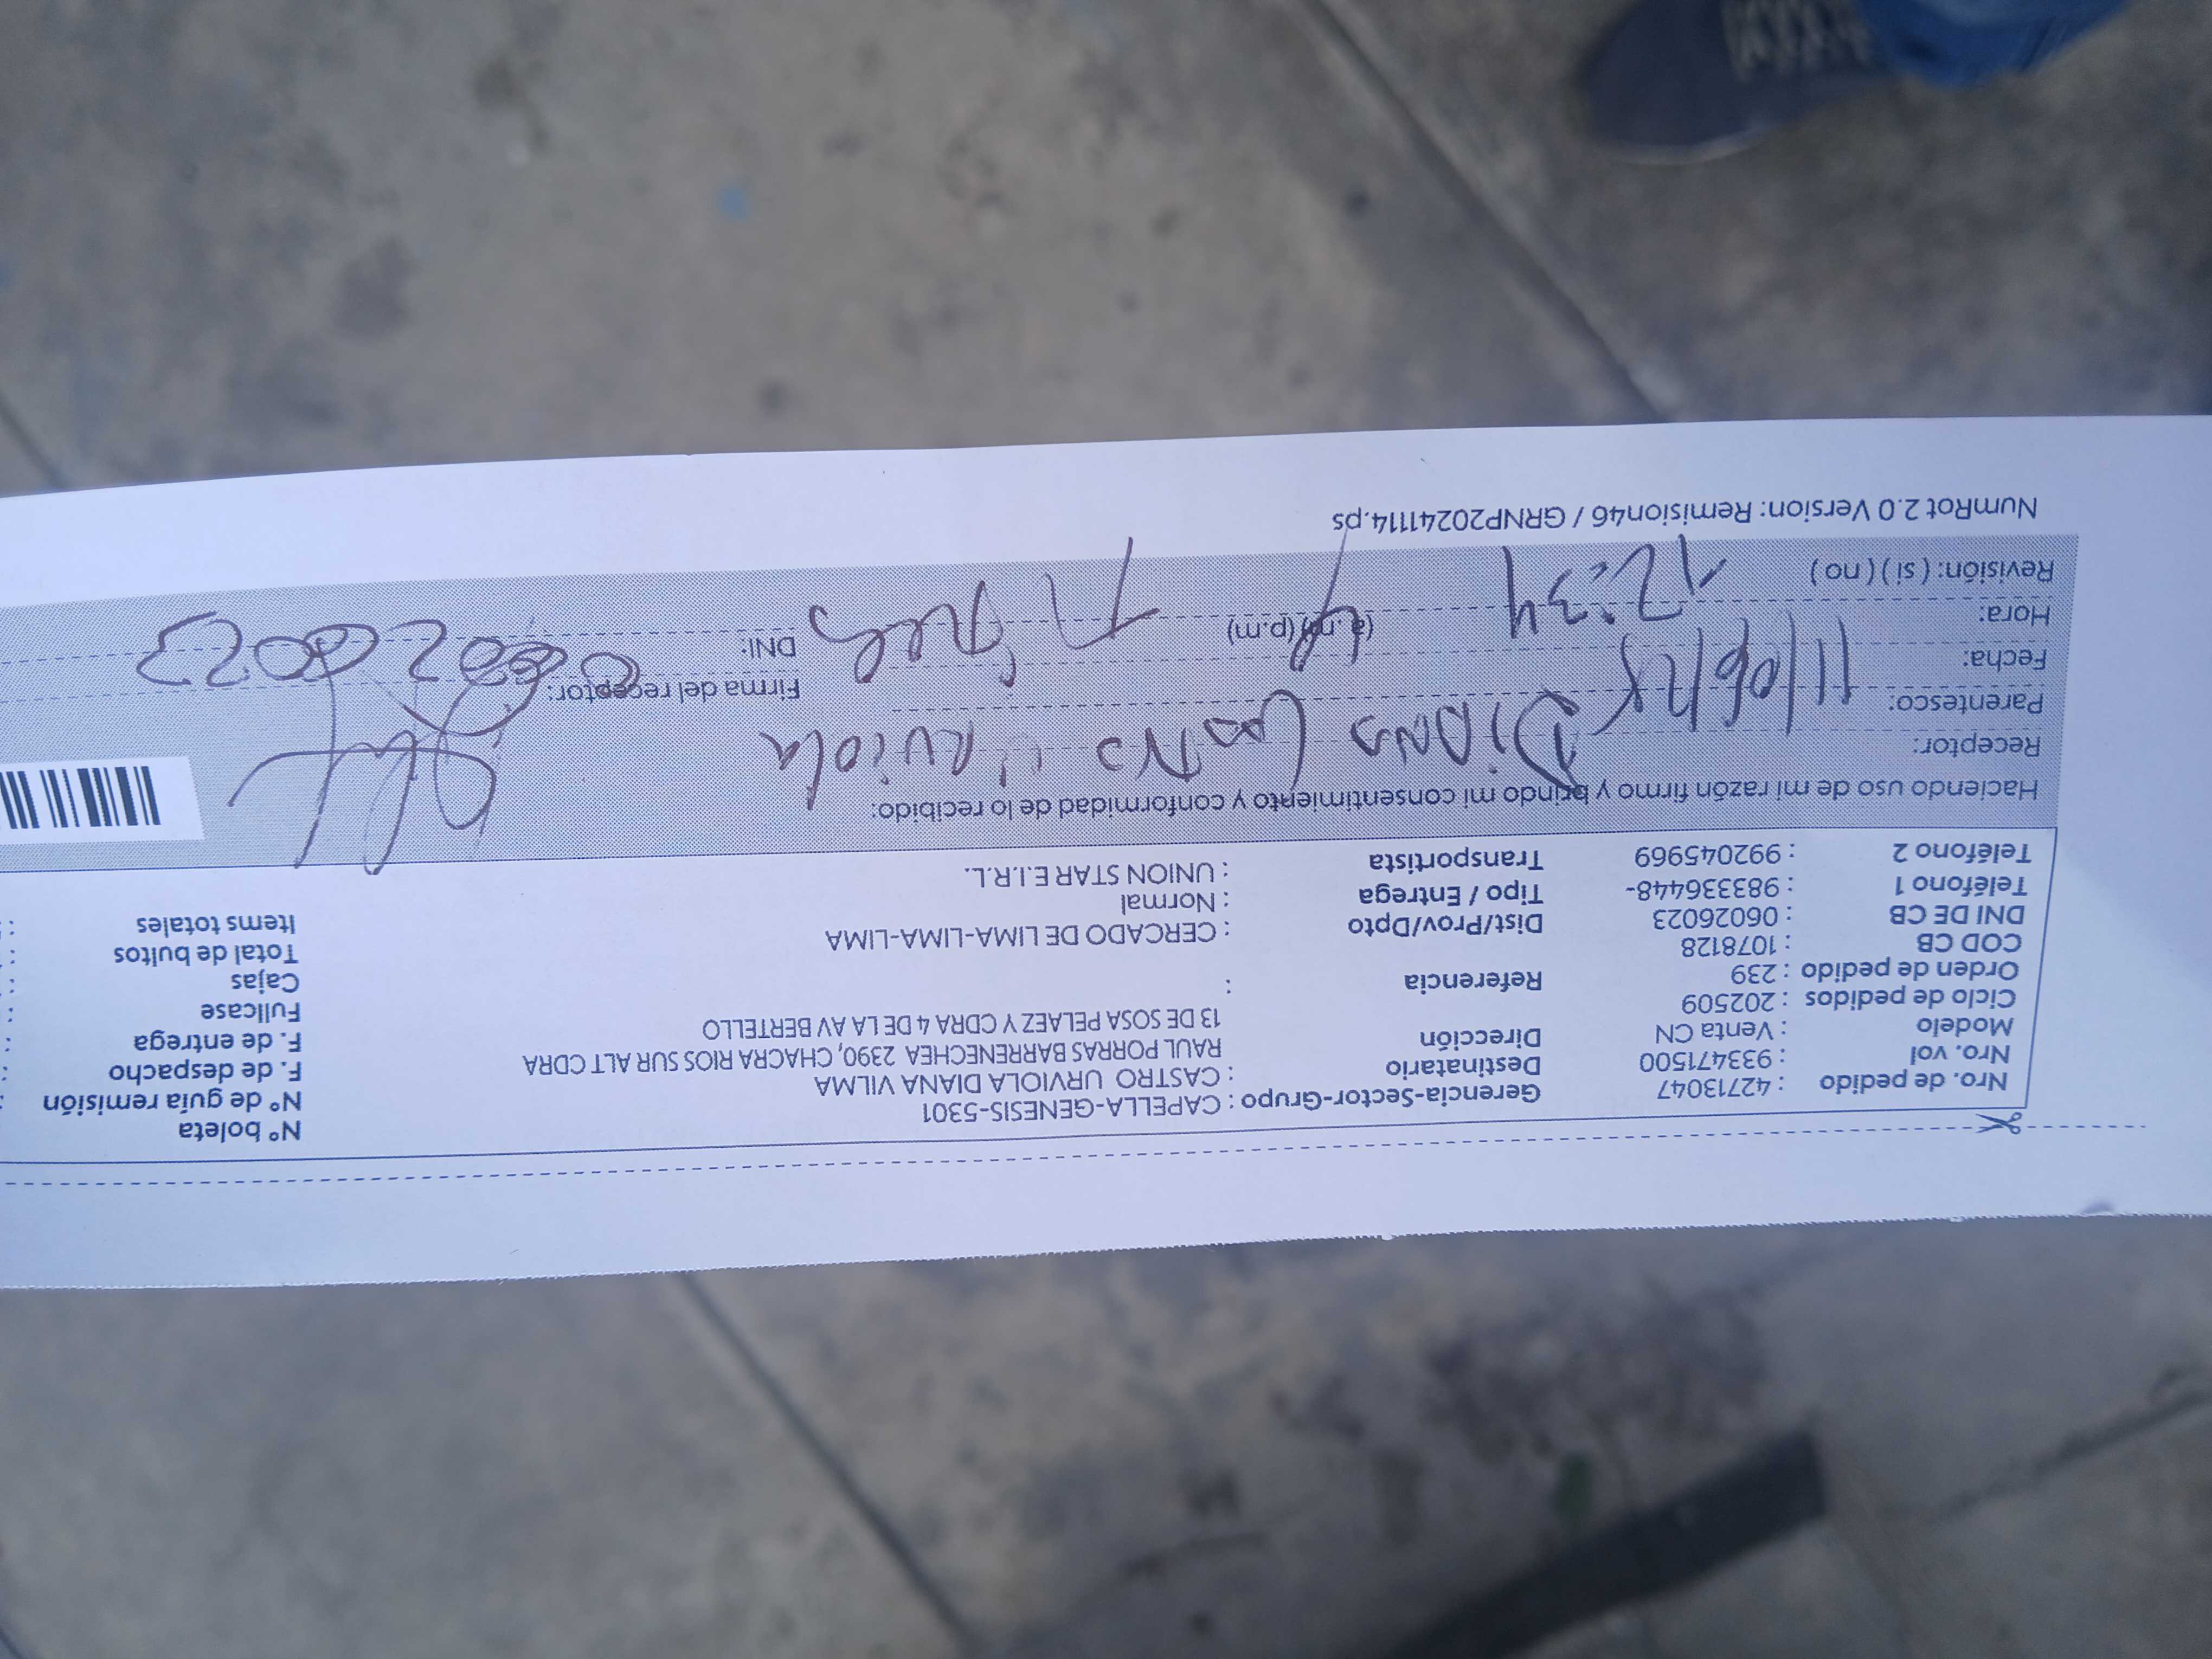 Nro. de pedido : 42713047 Gerencia-Sector-Grupo : CAPELLA-GENESIS-5301 N° boleta
Nro. vol : 933471500 Destinatario : CASTRO URVIOLA DIANA VILMA N° de guía remisión :
Modelo : Venta CN Dirección RAUL PORRAS BARRENECHEA 2390, CHACRA RIOS SUR ALT CDRA F. de despacho :
Ciclo de pedidos : 202509 13 DE SOSA PELAEZ Y CDRA 4 DE LA AV BERTELLO F. de entrega :
Orden de pedido : 239 Referencia : Fullcase :
COD CB : 1078128 Cajas :
DNI DE CB : 06026023 Dist/Prov/Dpto : CERCADO DE LIMA-LIMA-LIMA Total de bultos :
Teléfono 1 : 983336448- Tipo / Entrega : Normal Items totales :
Teléfono 2 : 992045969 Transportista : UNION STAR E.I.R.L.
Haciendo uso de mi razón firmo y brindo mi consentimiento y conformidad de lo recibido:
Receptor: Diana Castro Urviola
Parentesco: Firma del receptor:
Fecha: 11/06/25
Hora: 12:34 (a.m) (p.m) DNI:
Revisión: ( si ) ( no )
NumRot 2.0 Version: Remision46 / GRNP20241114.ps